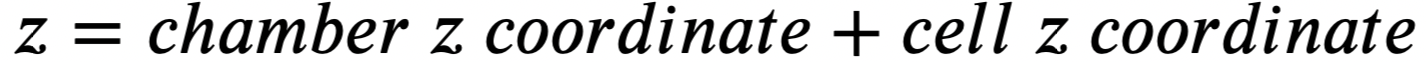 z = chamber z coordinate + cell z coordinate